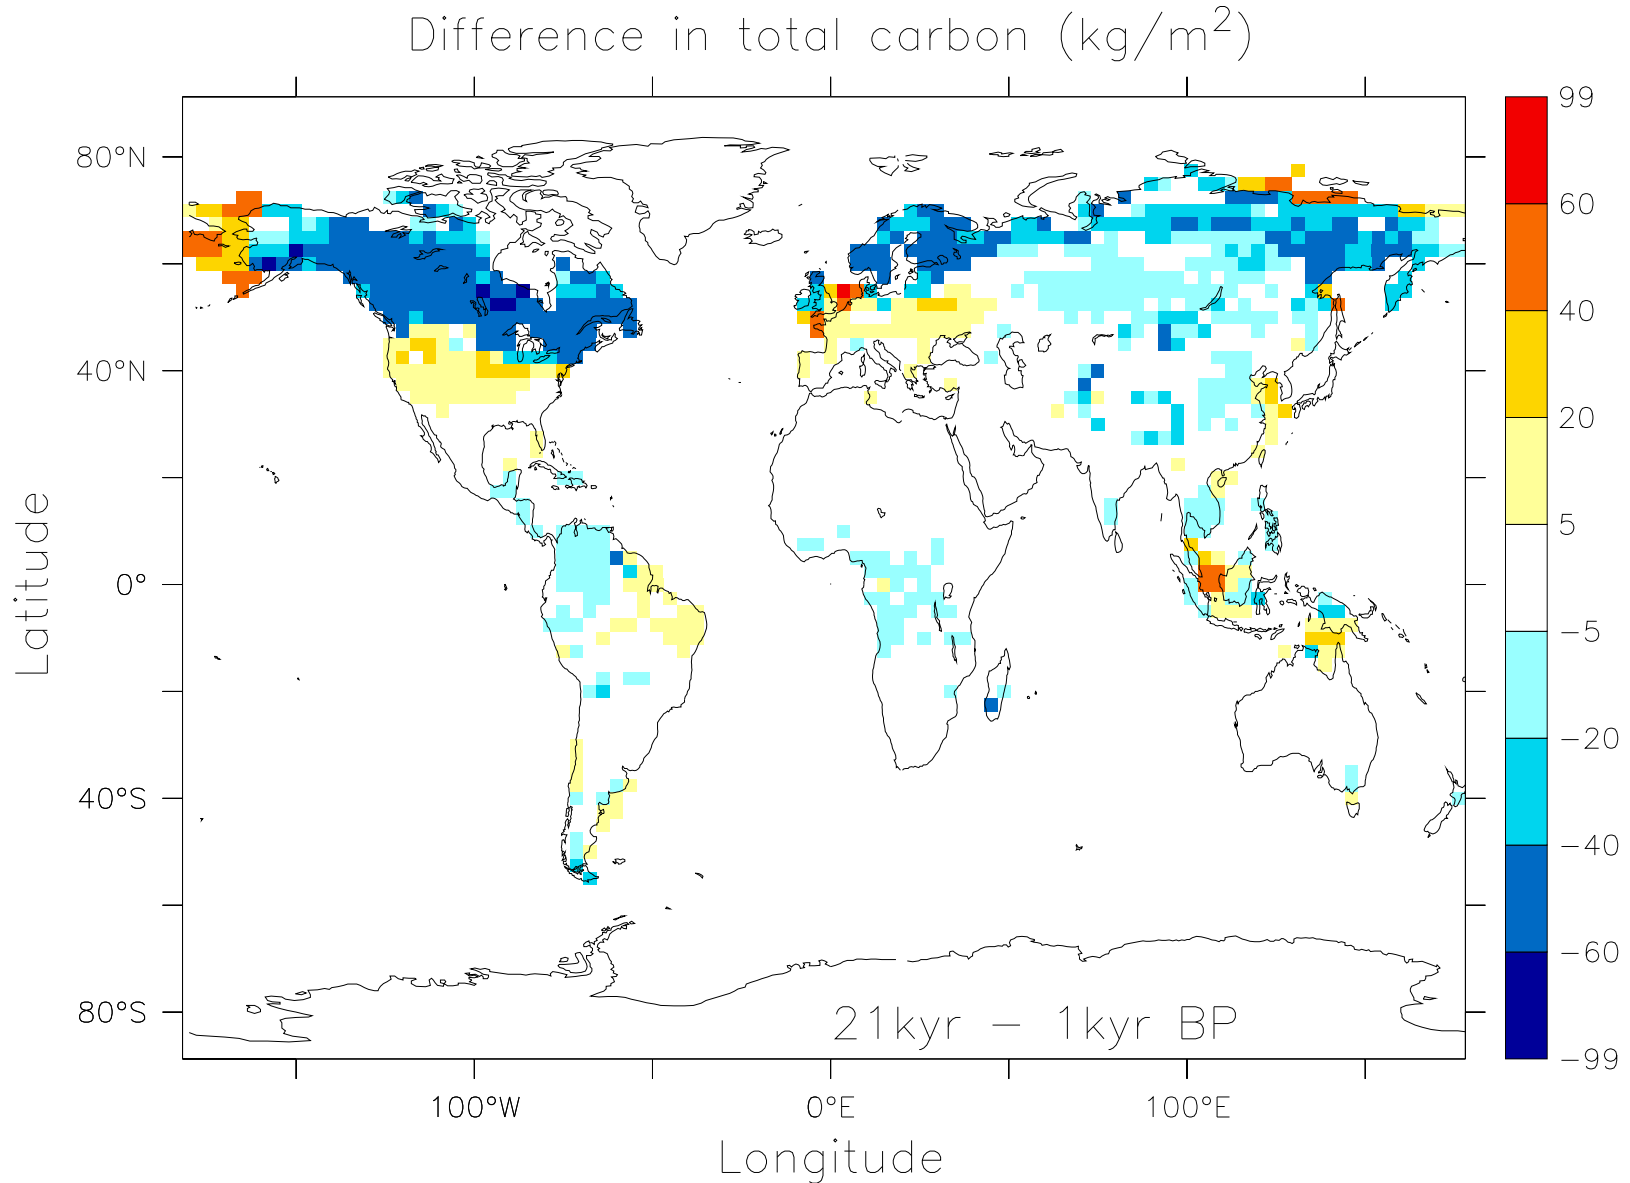 Difference in total carbon (kg/m²)
99
80°N
60
40
40°N
20
5
Latitude
0°
−5
−20
40°S
−40
−60
80°S
21kyr − 1kyr BP
−99
100°W
0°E
100°E
Longitude